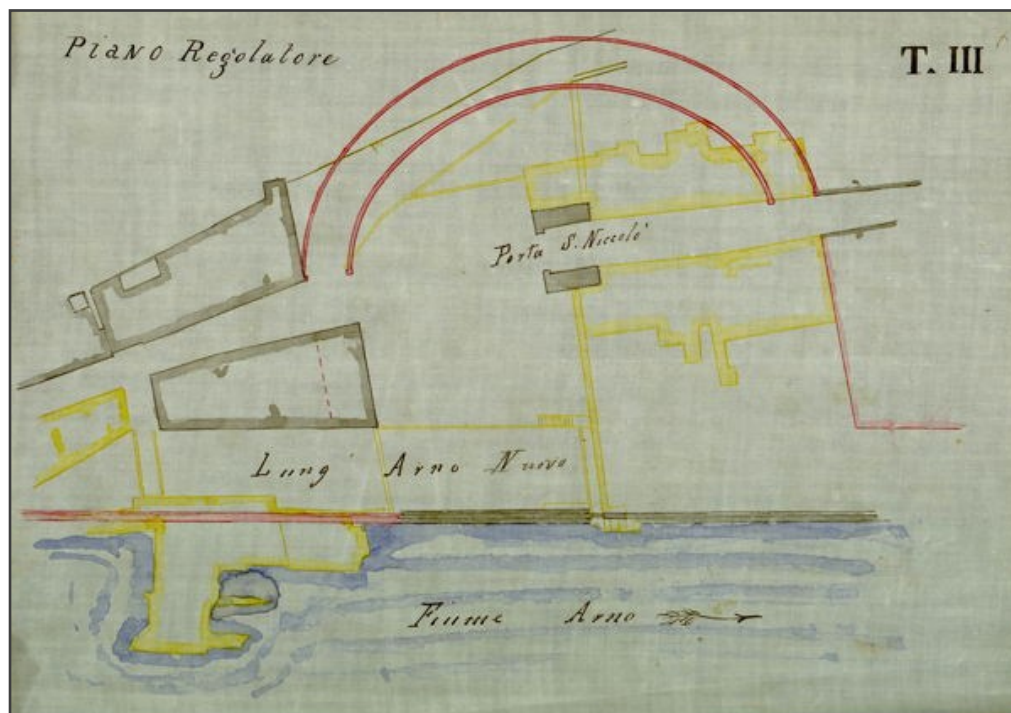 Piano Regolatore
T. III
Porta S. Niccolò
Lung' Arno Nuovo
Fiume Arno